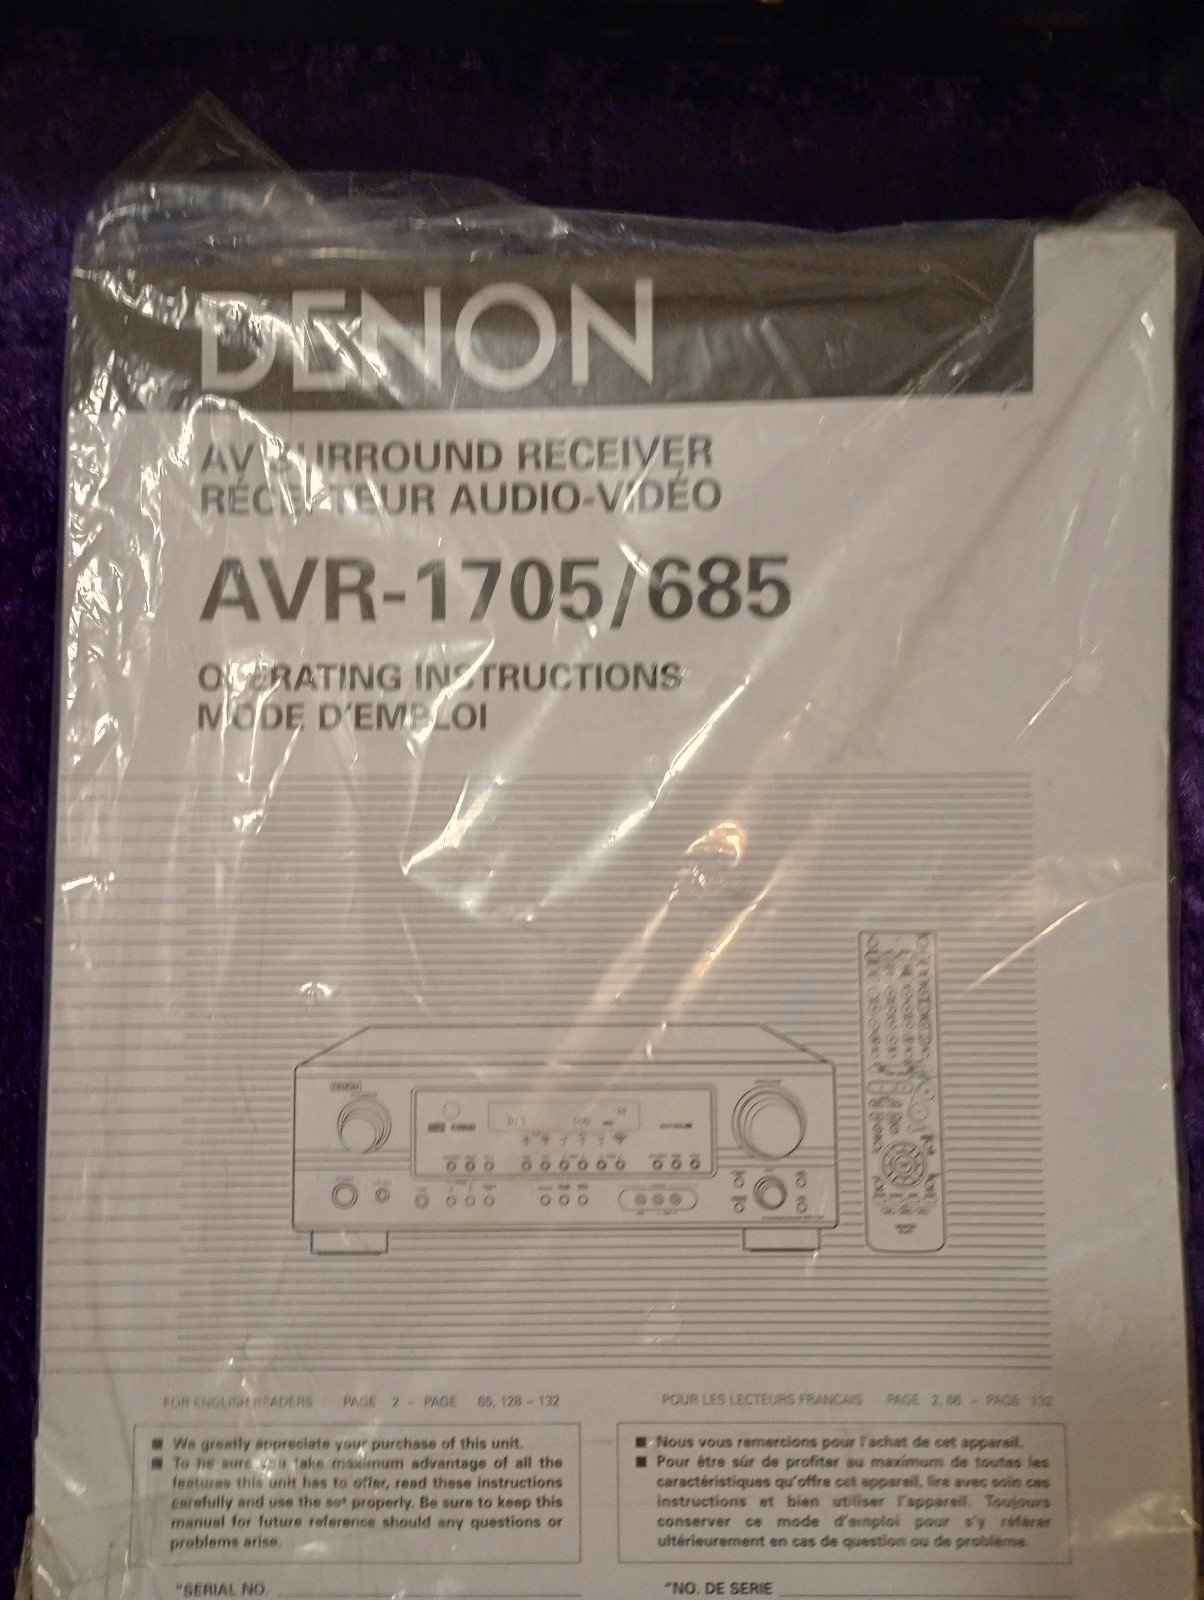 DENON
AV SURROUND RECEIVER
RÉCEPTEUR AUDIO-VIDÉO
AVR-1705/685
OPERATING INSTRUCTIONS
MODE D'EMPLOI
DENON
FOR ENGLISH READERS PAGE 2 ~ PAGE 65, 128 ~ 132
■ We greatly appreciate your purchase of this unit.
■ To be sure you take maximum advantage of all the
features this unit has to offer, read these instructions
carefully and use the set properly. Be sure to keep this
manual for future reference should any questions or
problems arise.
"SERIAL NO.
POUR LES LECTEURS FRANCAIS PAGE 2, 66 ~ PAGE 132
■ Nous vous remercions pour l'achat de cet appareil.
■ Pour être sûr de profiter au maximum de toutes les
caractéristiques qu'offre cet appareil, lire avec soin ces
instructions et bien utiliser l'appareil. Toujours
conserver ce mode d'emploi pour s'y référer
ultérieurement en cas de question ou de problème.
"NO. DE SERIE